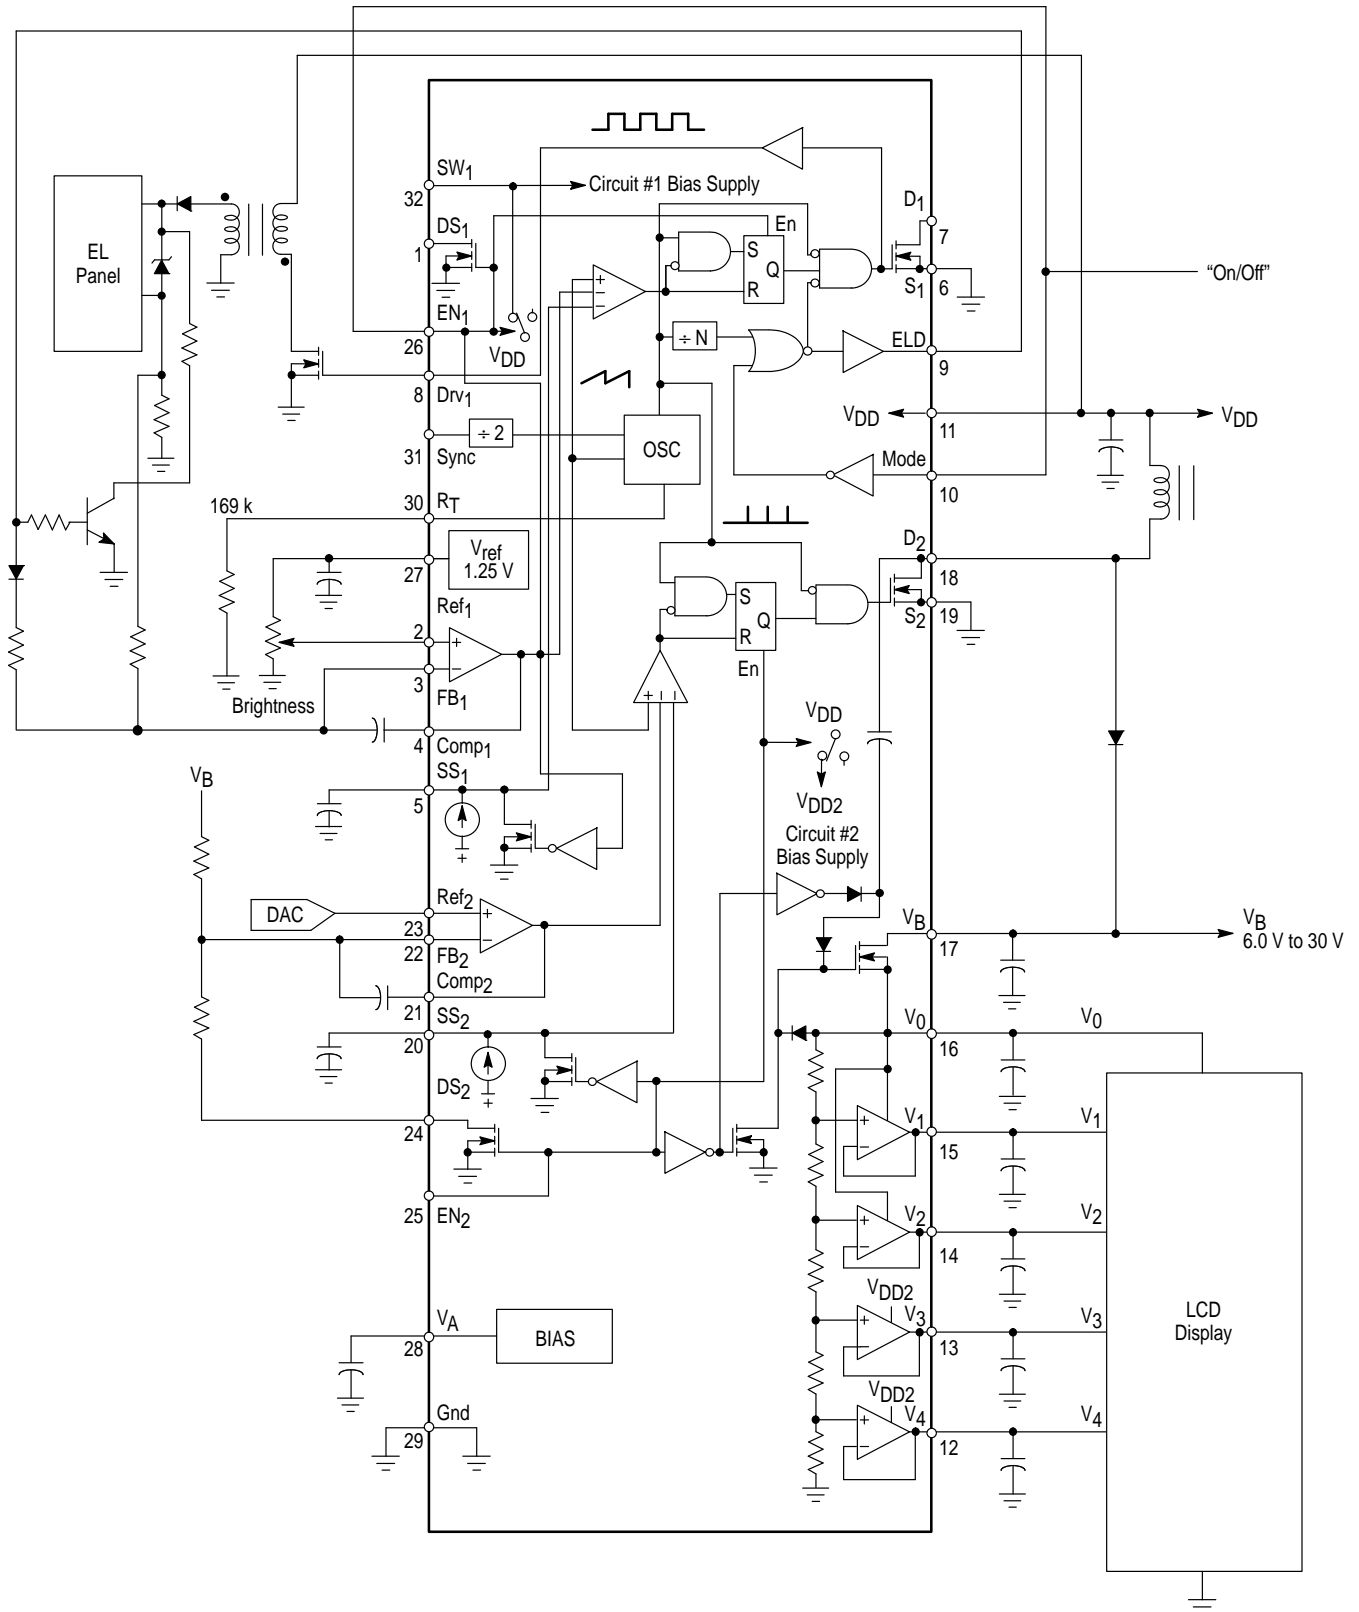 SW1
32
Circuit #1 Bias Supply
D1
7
DS1
1
En
S
Q
R
S1
6
"On/Off"
EL
Panel
EN1
26
VDD
÷ N
ELD
9
8
Drv1
VDD
11
VDD
÷ 2
31
Sync
OSC
Mode
10
169 k
30
RT
Vref
1.25 V
27
D2
18
Ref1
2
S
Q
R
S2
19
En
+
−
3
FB1
Brightness
+
−
−
+
−
−
4
Comp1
VDD
VB
SS1
5
VDD2
+
Circuit #2
Bias Supply
DAC
Ref2
23
+
−
22
FB2
VB
17
VB
6.0 V to 30 V
Comp2
21
SS2
20
V0
16
V0
DS2
+
24
+
−
V1
15
V1
25
EN2
+
−
V2
14
V2
VDD2
VA
28
BIAS
+
−
V3
13
V3
LCD
Display
VDD2
Gnd
29
+
−
V4
12
V4